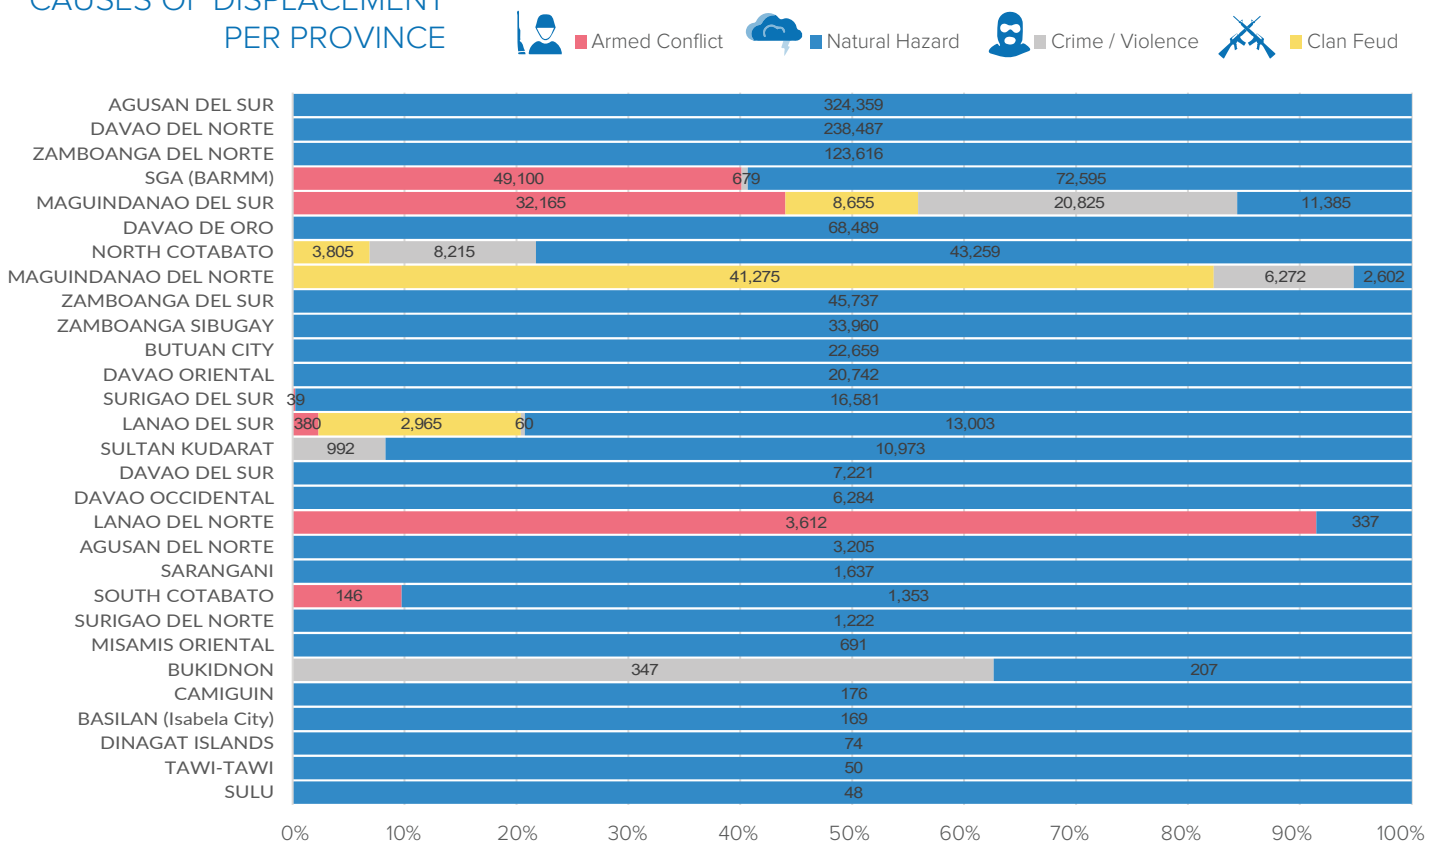 CAUSES OF DISPLACEMENT
PER PROVINCE
Armed Conflict Natural Hazard Crime / Violence Clan Feud
AGUSAN DEL SUR 324,359
DAVAO DEL NORTE 238,487
ZAMBOANGA DEL NORTE 123,616
SGA (BARMM) 49,100 679 72,595
MAGUINDANAO DEL SUR 32,165 8,655 20,825 11,385
DAVAO DE ORO 68,489
NORTH COTABATO 3,805 8,215 43,259
MAGUINDANAO DEL NORTE 41,275 6,272 2,602
ZAMBOANGA DEL SUR 45,737
ZAMBOANGA SIBUGAY 33,960
BUTUAN CITY 22,659
DAVAO ORIENTAL 20,742
SURIGAO DEL SUR 39 16,581
LANAO DEL SUR 380 2,965 60 13,003
SULTAN KUDARAT 992 10,973
DAVAO DEL SUR 7,221
DAVAO OCCIDENTAL 6,284
LANAO DEL NORTE 3,612 337
AGUSAN DEL NORTE 3,205
SARANGANI 1,637
SOUTH COTABATO 146 1,353
SURIGAO DEL NORTE 1,222
MISAMIS ORIENTAL 691
BUKIDNON 347 207
CAMIGUIN 176
BASILAN (Isabela City) 169
DINAGAT ISLANDS 74
TAWI-TAWI 50
SULU 48
0% 10% 20% 30% 40% 50% 60% 70% 80% 90% 100%